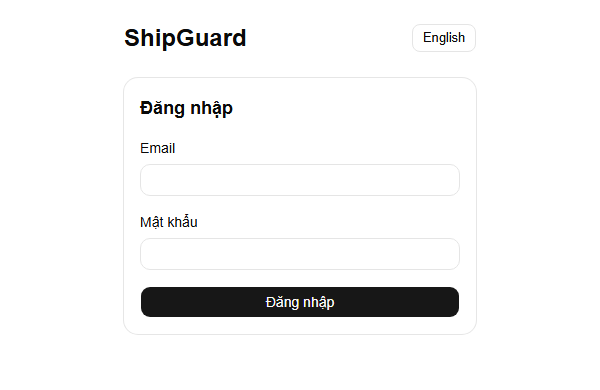 ShipGuard
English
Đăng nhập
Email
Mật khẩu
Đăng nhập